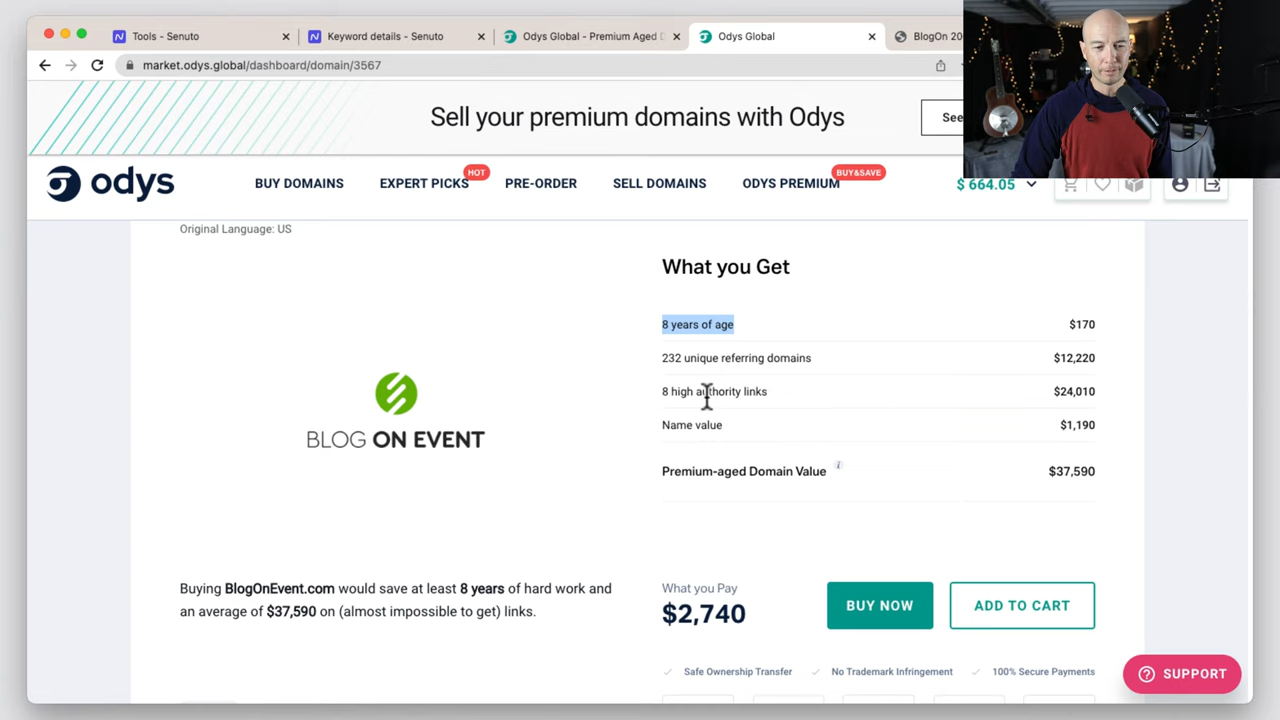 Tools - Senuto
Keyword details - Senuto
Odys Global - Premium Aged D
Odys Global
BlogOn 20
market.odys.global/dashboard/domain/3567
Sell your premium domains with Odys
See
odys
BUY DOMAINS
EXPERT PICKS
HOT
PRE-ORDER
SELL DOMAINS
ODYS PREMIUM
BUY&SAVE
$ 664.05
Original Language: US
What you Get
8 years of age $170
232 unique referring domains $12,220
8 high authority links $24,010
Name value $1,190
Premium-aged Domain Value i $37,590
BLOG ON EVENT
Buying BlogOnEvent.com would save at least 8 years of hard work and
an average of $37,590 on (almost impossible to get) links.
What you Pay
$2,740
BUY NOW
ADD TO CART
Safe Ownership Transfer
No Trademark Infringement
100% Secure Payments
SUPPORT